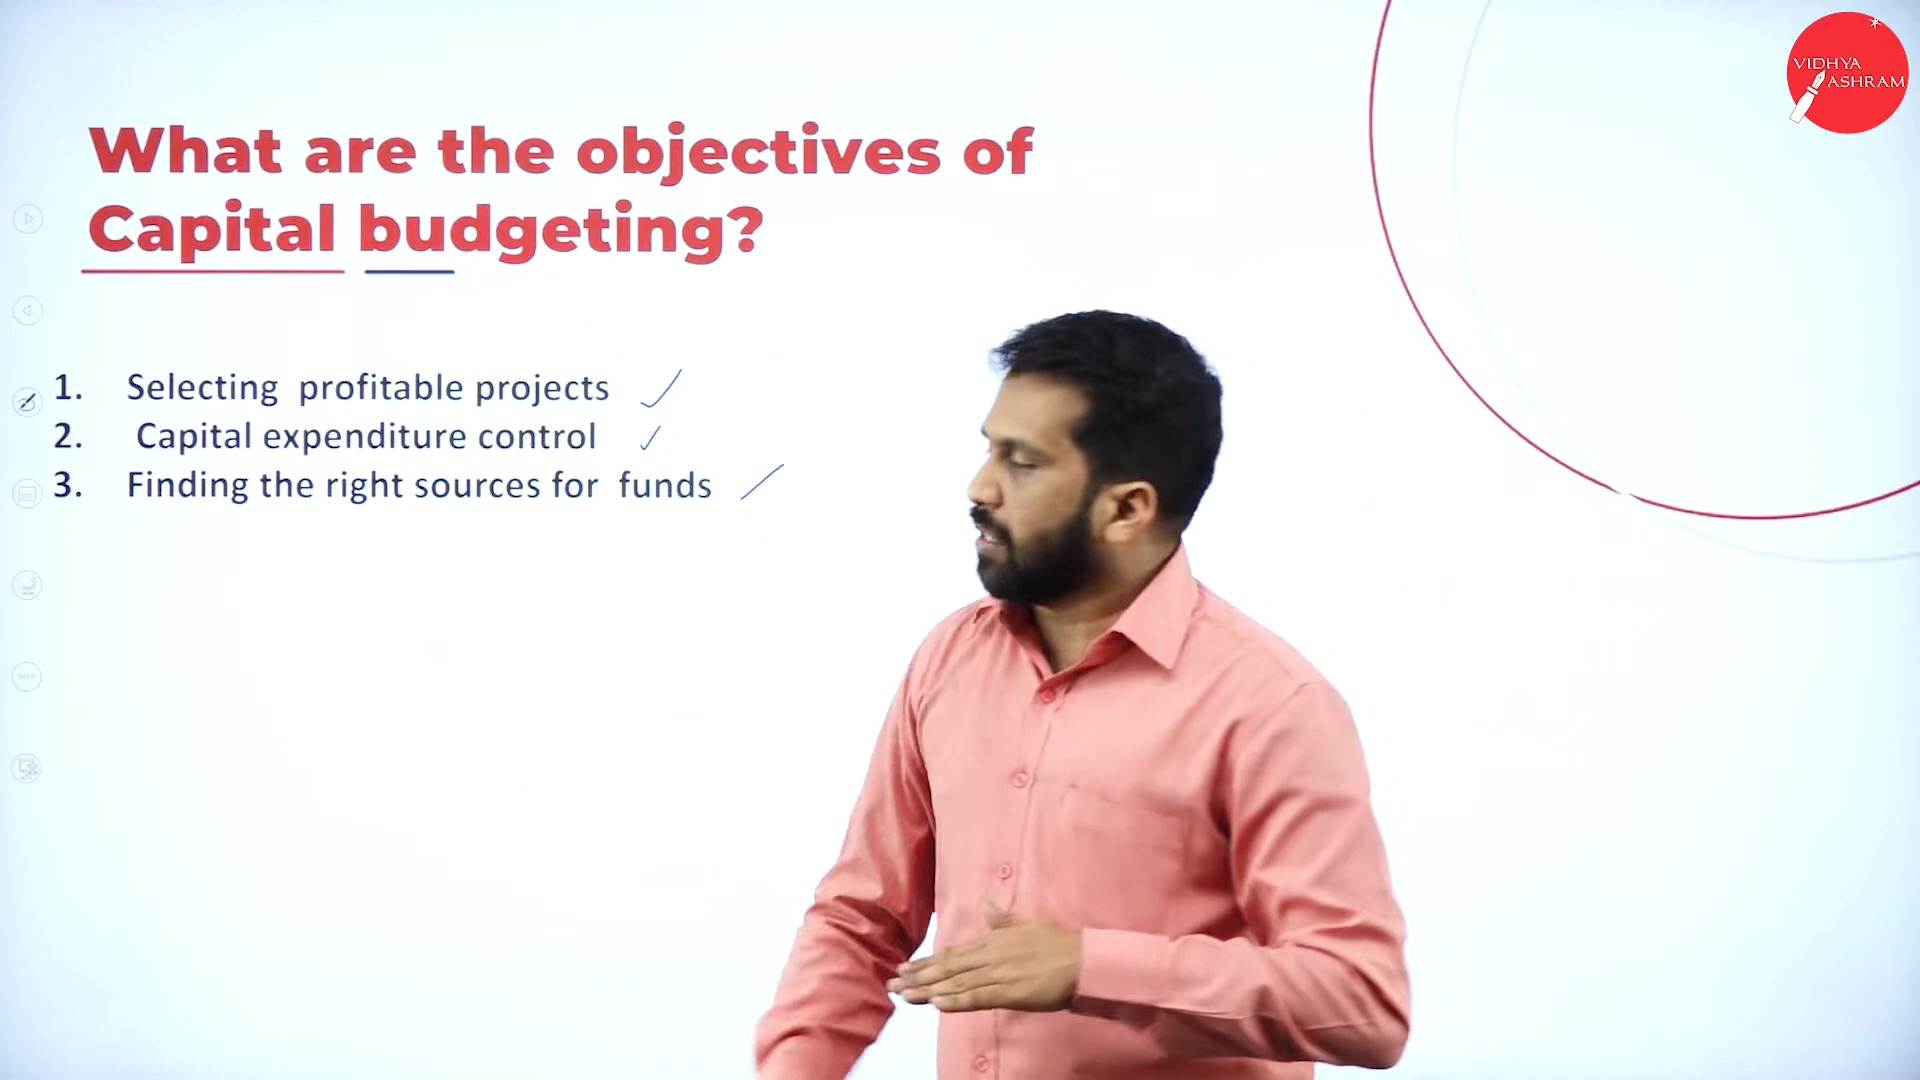 VIDHYA
ASHRAM
What are the objectives of
Capital budgeting?
1. Selecting profitable projects
2. Capital expenditure control
3. Finding the right sources for funds